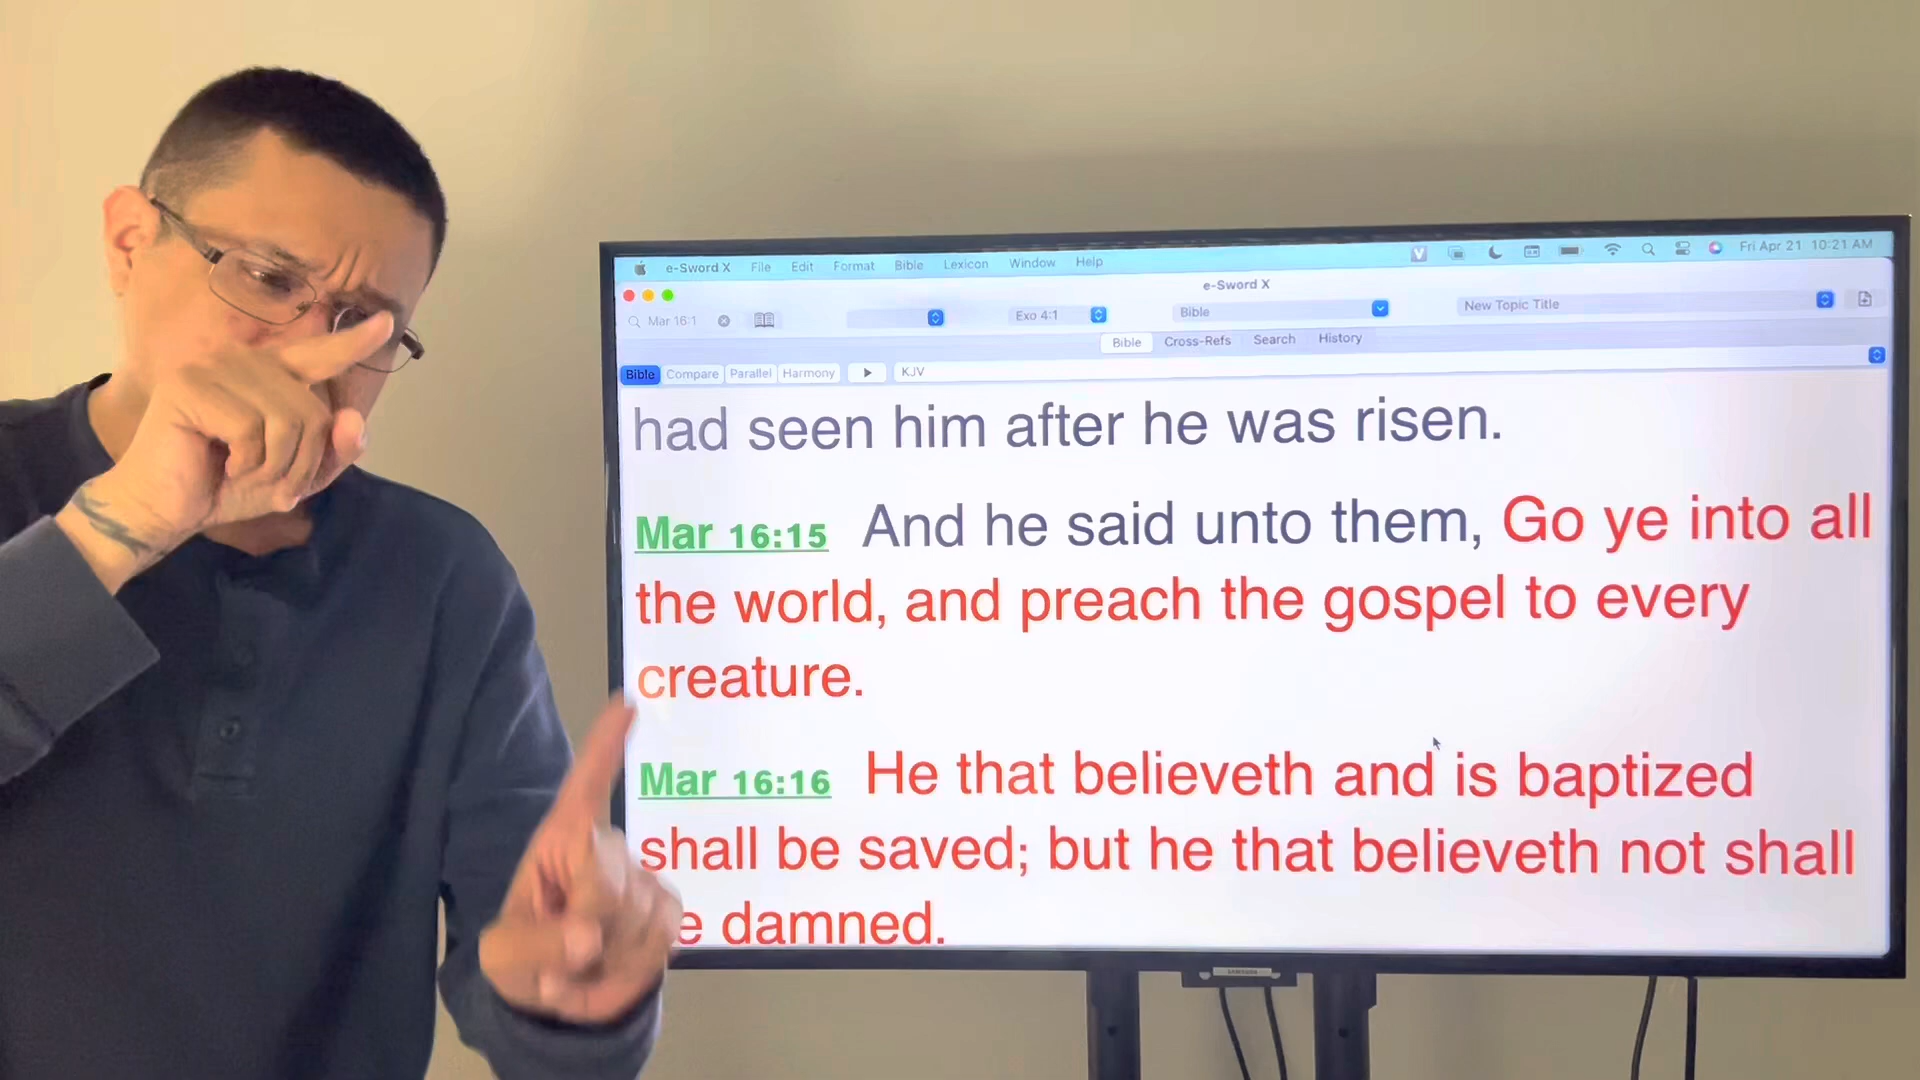 e-Sword X File Edit Format Bible Lexicon Window Help Fri Apr 21 10:21 AM
e-Sword X
Mar 16:1 Exo 4:1 Bible New Topic Title
Bible Cross-Refs Search History
Bible Compare Parallel Harmony KJV
had seen him after he was risen.
Mar 16:15 And he said unto them, Go ye into all
the world, and preach the gospel to every
creature.
Mar 16:16 He that believeth and is baptized
shall be saved; but he that believeth not shall
e damned.
SAMSUNG